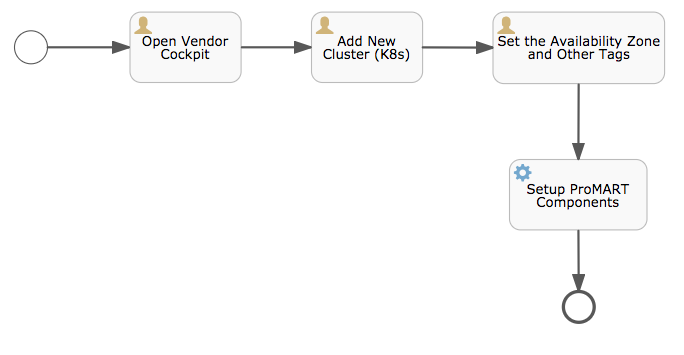 Open Vendor
Cockpit
Add New
Cluster (K8s)
Set the Availability Zone
and Other Tags
Setup ProMART
Components